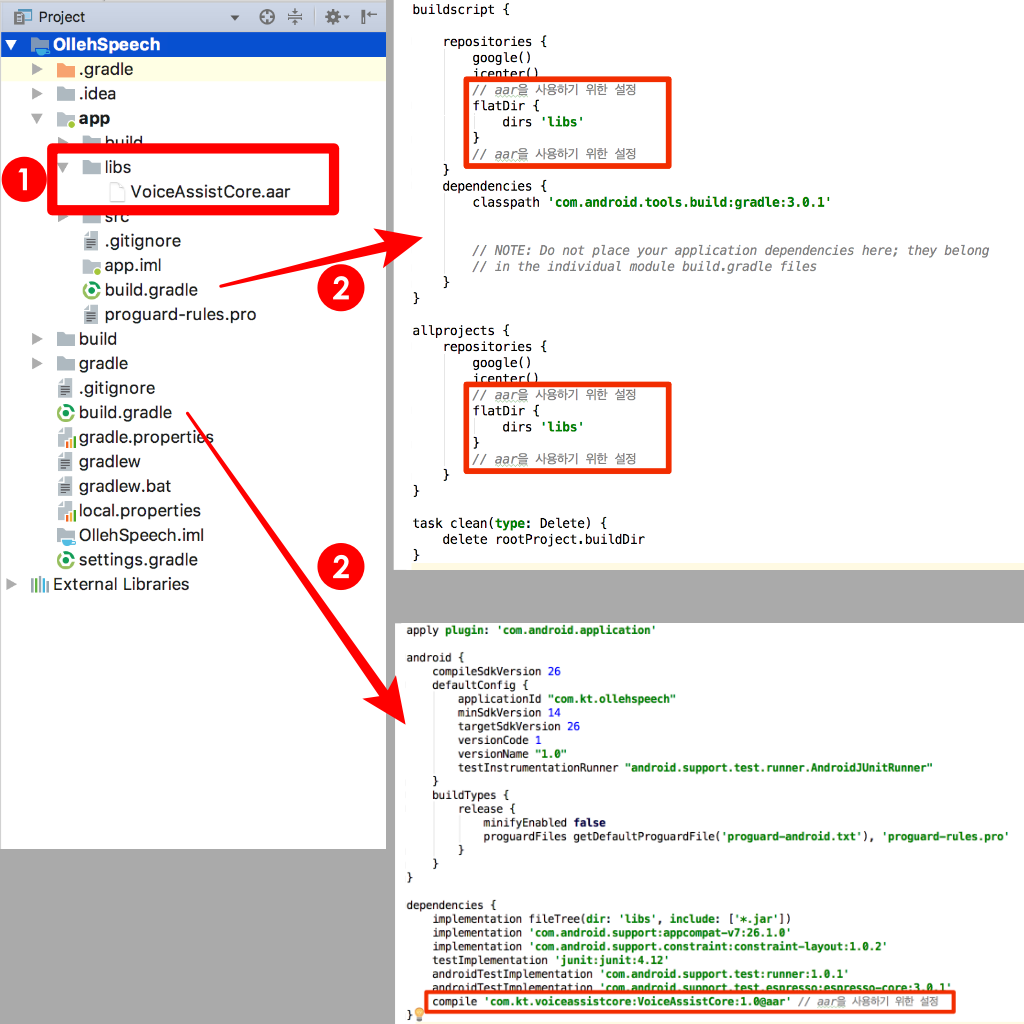 Project
OllehSpeech
.gradle
.idea
app
build
libs
1
VoiceAssistCore.aar
src
.gitignore
app.iml
build.gradle
2
proguard-rules.pro
build
gradle
.gitignore
build.gradle
gradle.properties
gradlew
gradlew.bat
local.properties
OllehSpeech.iml
settings.gradle
2
External Libraries
buildscript {
repositories {
google()
jcenter()
// aar을 사용하기 위한 설정
flatDir {
dirs 'libs'
}
// aar을 사용하기 위한 설정
}
dependencies {
classpath 'com.android.tools.build:gradle:3.0.1'
// NOTE: Do not place your application dependencies here; they belong
// in the individual module build.gradle files
}
}
allprojects {
repositories {
google()
jcenter()
// aar을 사용하기 위한 설정
flatDir {
dirs 'libs'
}
// aar을 사용하기 위한 설정
}
}
task clean(type: Delete) {
delete rootProject.buildDir
}
apply plugin: 'com.android.application'
android {
compileSdkVersion 26
defaultConfig {
applicationId "com.kt.ollehspeech"
minSdkVersion 14
targetSdkVersion 26
versionCode 1
versionName "1.0"
testInstrumentationRunner "android.support.test.runner.AndroidJUnitRunner"
}
buildTypes {
release {
minifyEnabled false
proguardFiles getDefaultProguardFile('proguard-android.txt'), 'proguard-rules.pro'
}
}
}
dependencies {
implementation fileTree(dir: 'libs', include: ['*.jar'])
implementation 'com.android.support:appcompat-v7:26.1.0'
implementation 'com.android.support.constraint:constraint-layout:1.0.2'
testImplementation 'junit:junit:4.12'
androidTestImplementation 'com.android.support.test:runner:1.0.1'
androidTestImplementation 'com.android.support.test.espresso:espresso-core:3.0.1'
compile 'com.kt.voiceassistcore:VoiceAssistCore:1.0@aar' // aar을 사용하기 위한 설정
}